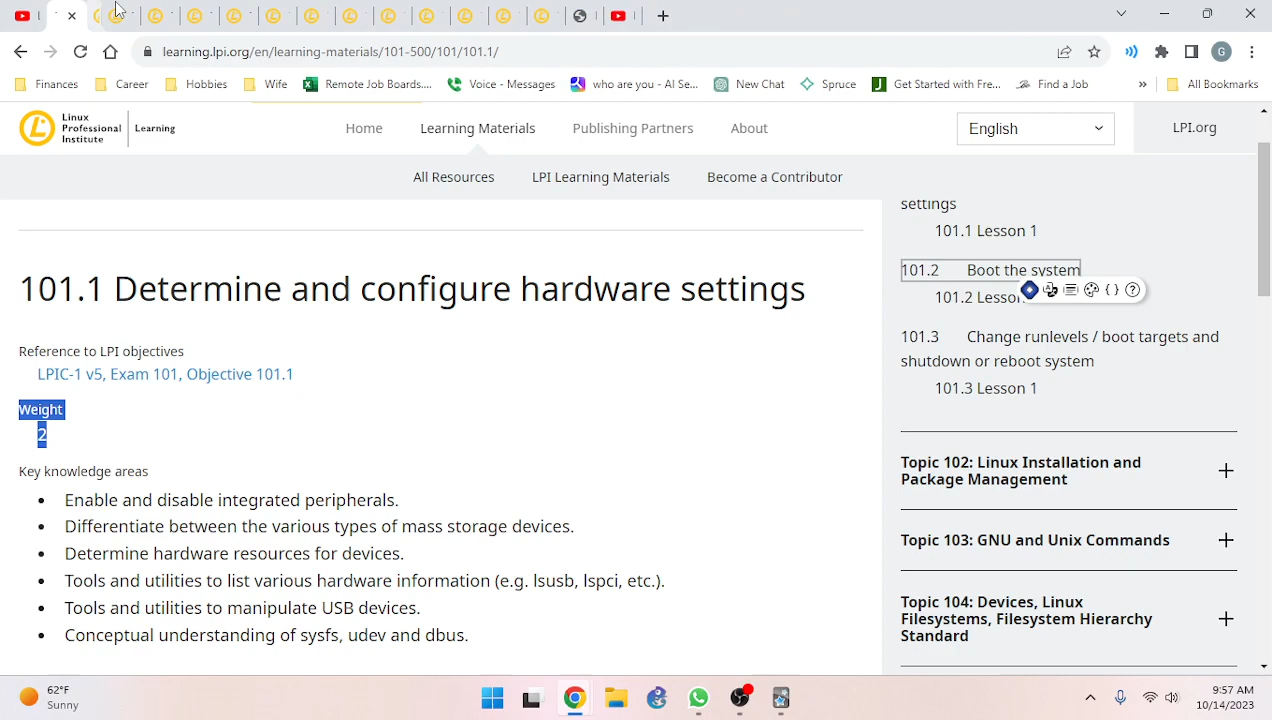 learning.lpi.org/en/learning-materials/101-500/101/101.1/
G
Finances
Career
Hobbies
Wife
Remote Job Boards....
Voice - Messages
who are you - AI Se...
New Chat
Spruce
Get Started with Fre...
Find a Job
»
All Bookmarks
Linux
Professional
Institute
Learning
Home
Learning Materials
Publishing Partners
About
English
LPI.org
All Resources
LPI Learning Materials
Become a Contributor
101.1 Determine and configure hardware settings
Reference to LPI objectives
LPIC-1 v5, Exam 101, Objective 101.1
Weight
2
Key knowledge areas
• Enable and disable integrated peripherals.
• Differentiate between the various types of mass storage devices.
• Determine hardware resources for devices.
• Tools and utilities to list various hardware information (e.g. lsusb, lspci, etc.).
• Tools and utilities to manipulate USB devices.
• Conceptual understanding of sysfs, udev and dbus.
settings
101.1 Lesson 1
101.2 Boot the system
101.2
101.3 Change runlevels / boot targets and
shutdown or reboot system
101.3 Lesson 1
Topic 102: Linux Installation and
Package Management
Topic 103: GNU and Unix Commands
Topic 104: Devices, Linux
Filesystems, Filesystem Hierarchy
Standard
62°F
Sunny
9:57 AM
10/14/2023